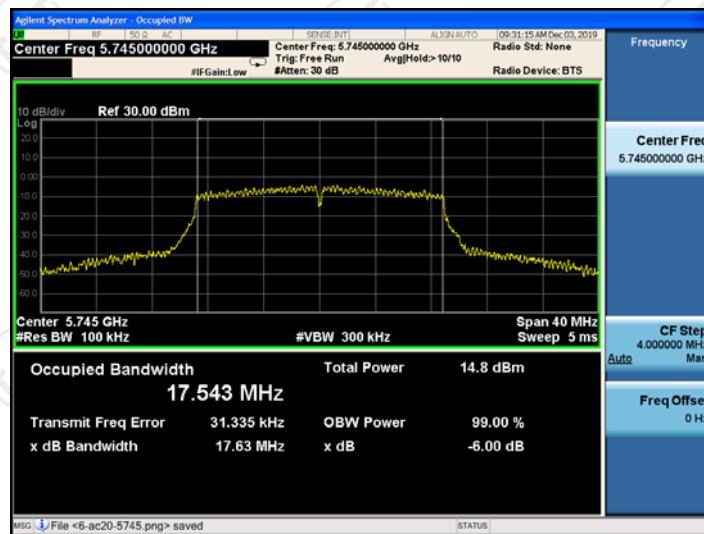 Agilent Spectrum Analyzer - Occupied BW
RF 50 Ω AC SENSE:INT ALIGN AUTO 09:31:15 AM Dec 03, 2019
Center Freq 5.745000000 GHz
Center Freq: 5.745000000 GHz
Radio Std: None
Trig: Free Run Avg|Hold:> 10/10
#IFGain:Low #Atten: 30 dB Radio Device: BTS
10 dB/div Ref 30.00 dBm
Log
20.0
10.0
0.00
-10.0
-20.0
-30.0
-40.0
-50.0
-60.0
Center 5.745 GHz Span 40 MHz
#Res BW 100 kHz #VBW 300 kHz Sweep 5 ms
Occupied Bandwidth Total Power 14.8 dBm
17.543 MHz
Transmit Freq Error 31.335 kHz OBW Power 99.00 %
x dB Bandwidth 17.63 MHz x dB -6.00 dB
MSG File <6-ac20-5745.png> saved STATUS
Frequency
Center Freq
5.745000000 GHz
CF Step
4.000000 MHz
Auto Man
Freq Offse
0 Hz